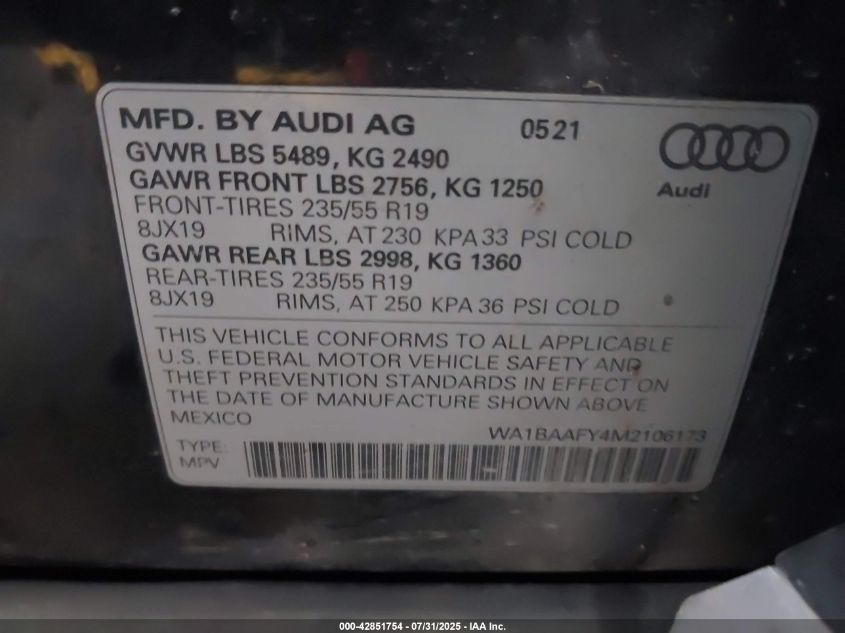 MFD. BY AUDI AG 0521
GVWR LBS 5489, KG 2490
GAWR FRONT LBS 2756, KG 1250
Audi
FRONT-TIRES 235/55 R19
8JX19 RIMS, AT 230 KPA 33 PSI COLD
GAWR REAR LBS 2998, KG 1360
REAR-TIRES 235/55 R19
8JX19 RIMS, AT 250 KPA 36 PSI COLD
THIS VEHICLE CONFORMS TO ALL APPLICABLE
U.S. FEDERAL MOTOR VEHICLE SAFETY AND
THEFT PREVENTION STANDARDS IN EFFECT ON
THE DATE OF MANUFACTURE SHOWN ABOVE
MEXICO
WA1BAAFY4M2106173
TYPE:
MPV
000-42851754 - 07/31/2025 - IAA Inc.